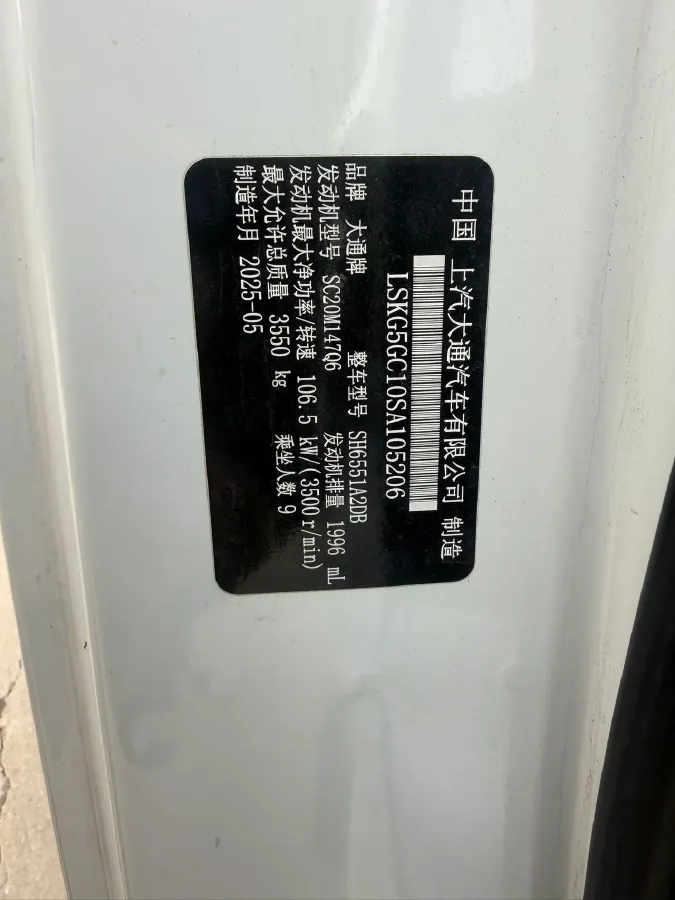 中国 上汽大通汽车有限公司 制造
LSKG5GC10SA105206
品牌 大通牌 整车型号 SH6551A2DB
发动机型号 SC20M147Q6 发动机排量 1996 mL
发动机最大净功率/转速 106.5 kW/(3500r/min)
最大允许总质量 3550 kg 乘坐人数 9
制造年月 2025-05